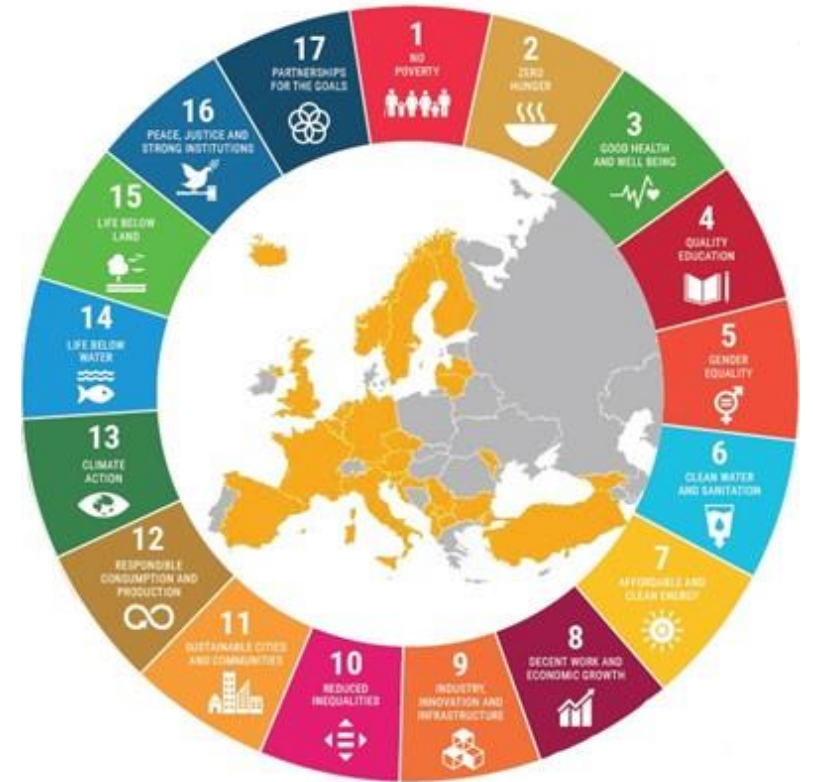 1
NO
POVERTY
2
ZERO
HUNGER
3
GOOD HEALTH
AND WELL BEING
4
QUALITY
EDUCATION
5
GENDER
EQUALITY
6
CLEAN WATER
AND SANITATION
7
AFFORDABLE AND
CLEAN ENERGY
8
DECENT WORK AND
ECONOMIC GROWTH
9
INDUSTRY,
INNOVATION AND
INFRASTRUCTURE
10
REDUCED
INEQUALITIES
11
SUSTAINABLE CITIES
AND COMMUNITIES
12
RESPONSIBLE
CONSUMPTION AND
PRODUCTION
13
CLIMATE
ACTION
14
LIFE BELOW
WATER
15
LIFE BELOW
LAND
16
PEACE, JUSTICE AND
STRONG INSTITUTIONS
17
PARTNERSHIPS
FOR THE GOALS